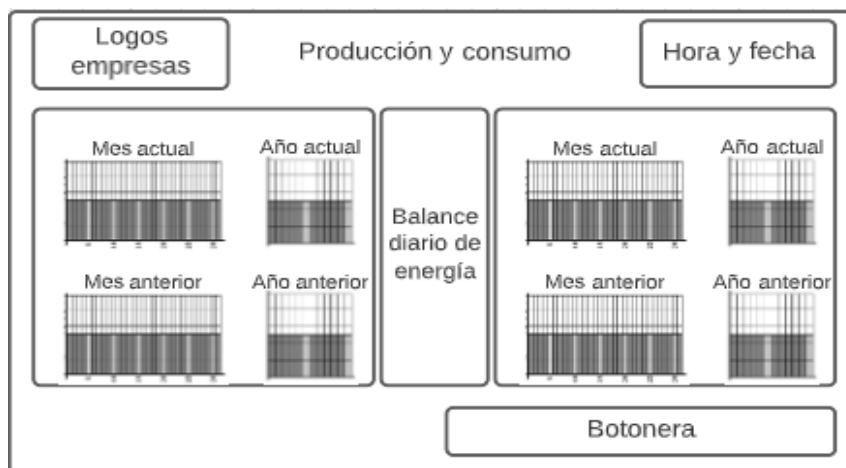 Logos
empresas
Producción y consumo
Hora y fecha
Mes actual
Año actual
Mes anterior
Año anterior
Balance
diario de
energía
Mes actual
Año actual
Mes anterior
Año anterior
Botonera